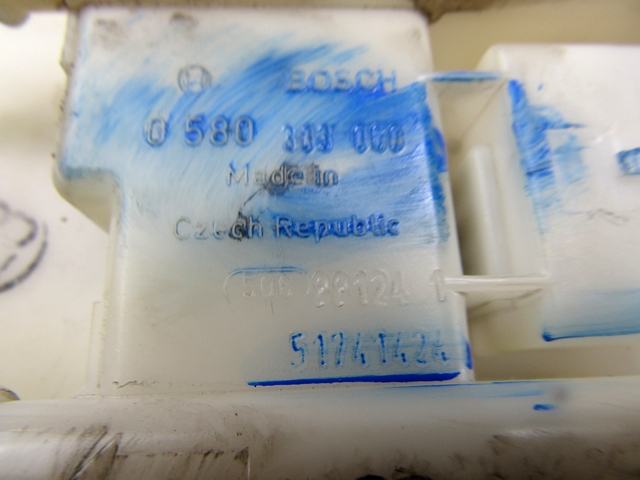 BOSCH
0 580 303 060
Made in
Czech Republic
51741424